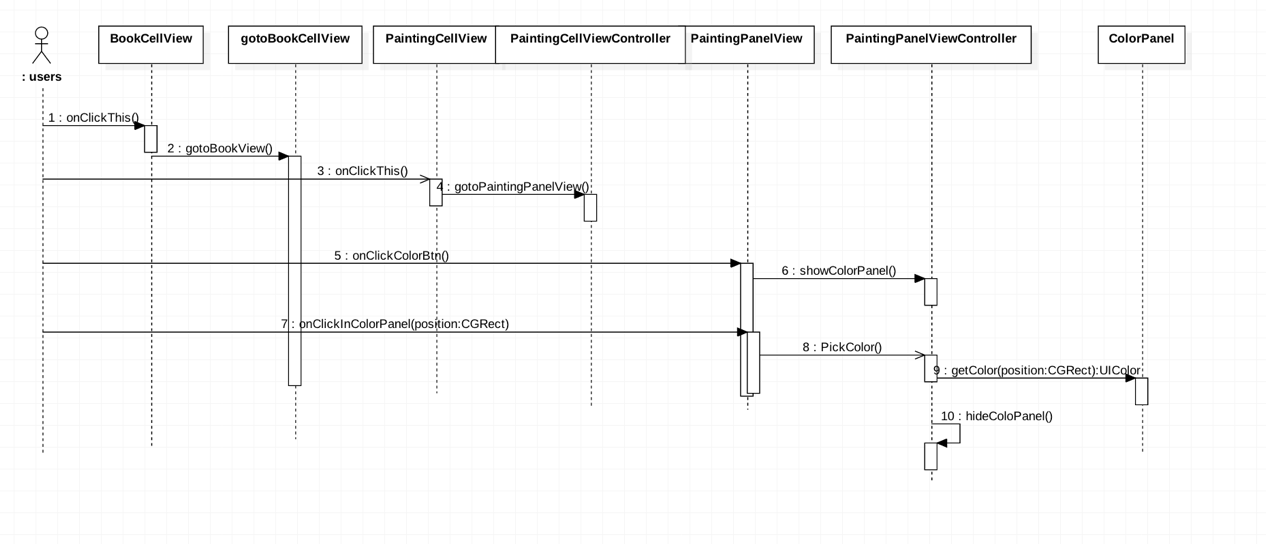 BookCellView
gotoBookCellView
PaintingCellView
PaintingCellViewController
PaintingPanelView
PaintingPanelViewController
ColorPanel
: users
1 : onClickThis()
2 : gotoBookView()
3 : onClickThis()
4 : gotoPaintingPanelView()
5 : onClickColorBtn()
6 : showColorPanel()
7 : onClickInColorPanel(position:CGRect)
8 : PickColor()
9 : getColor(position:CGRect):UIColor
10 : hideColoPanel()